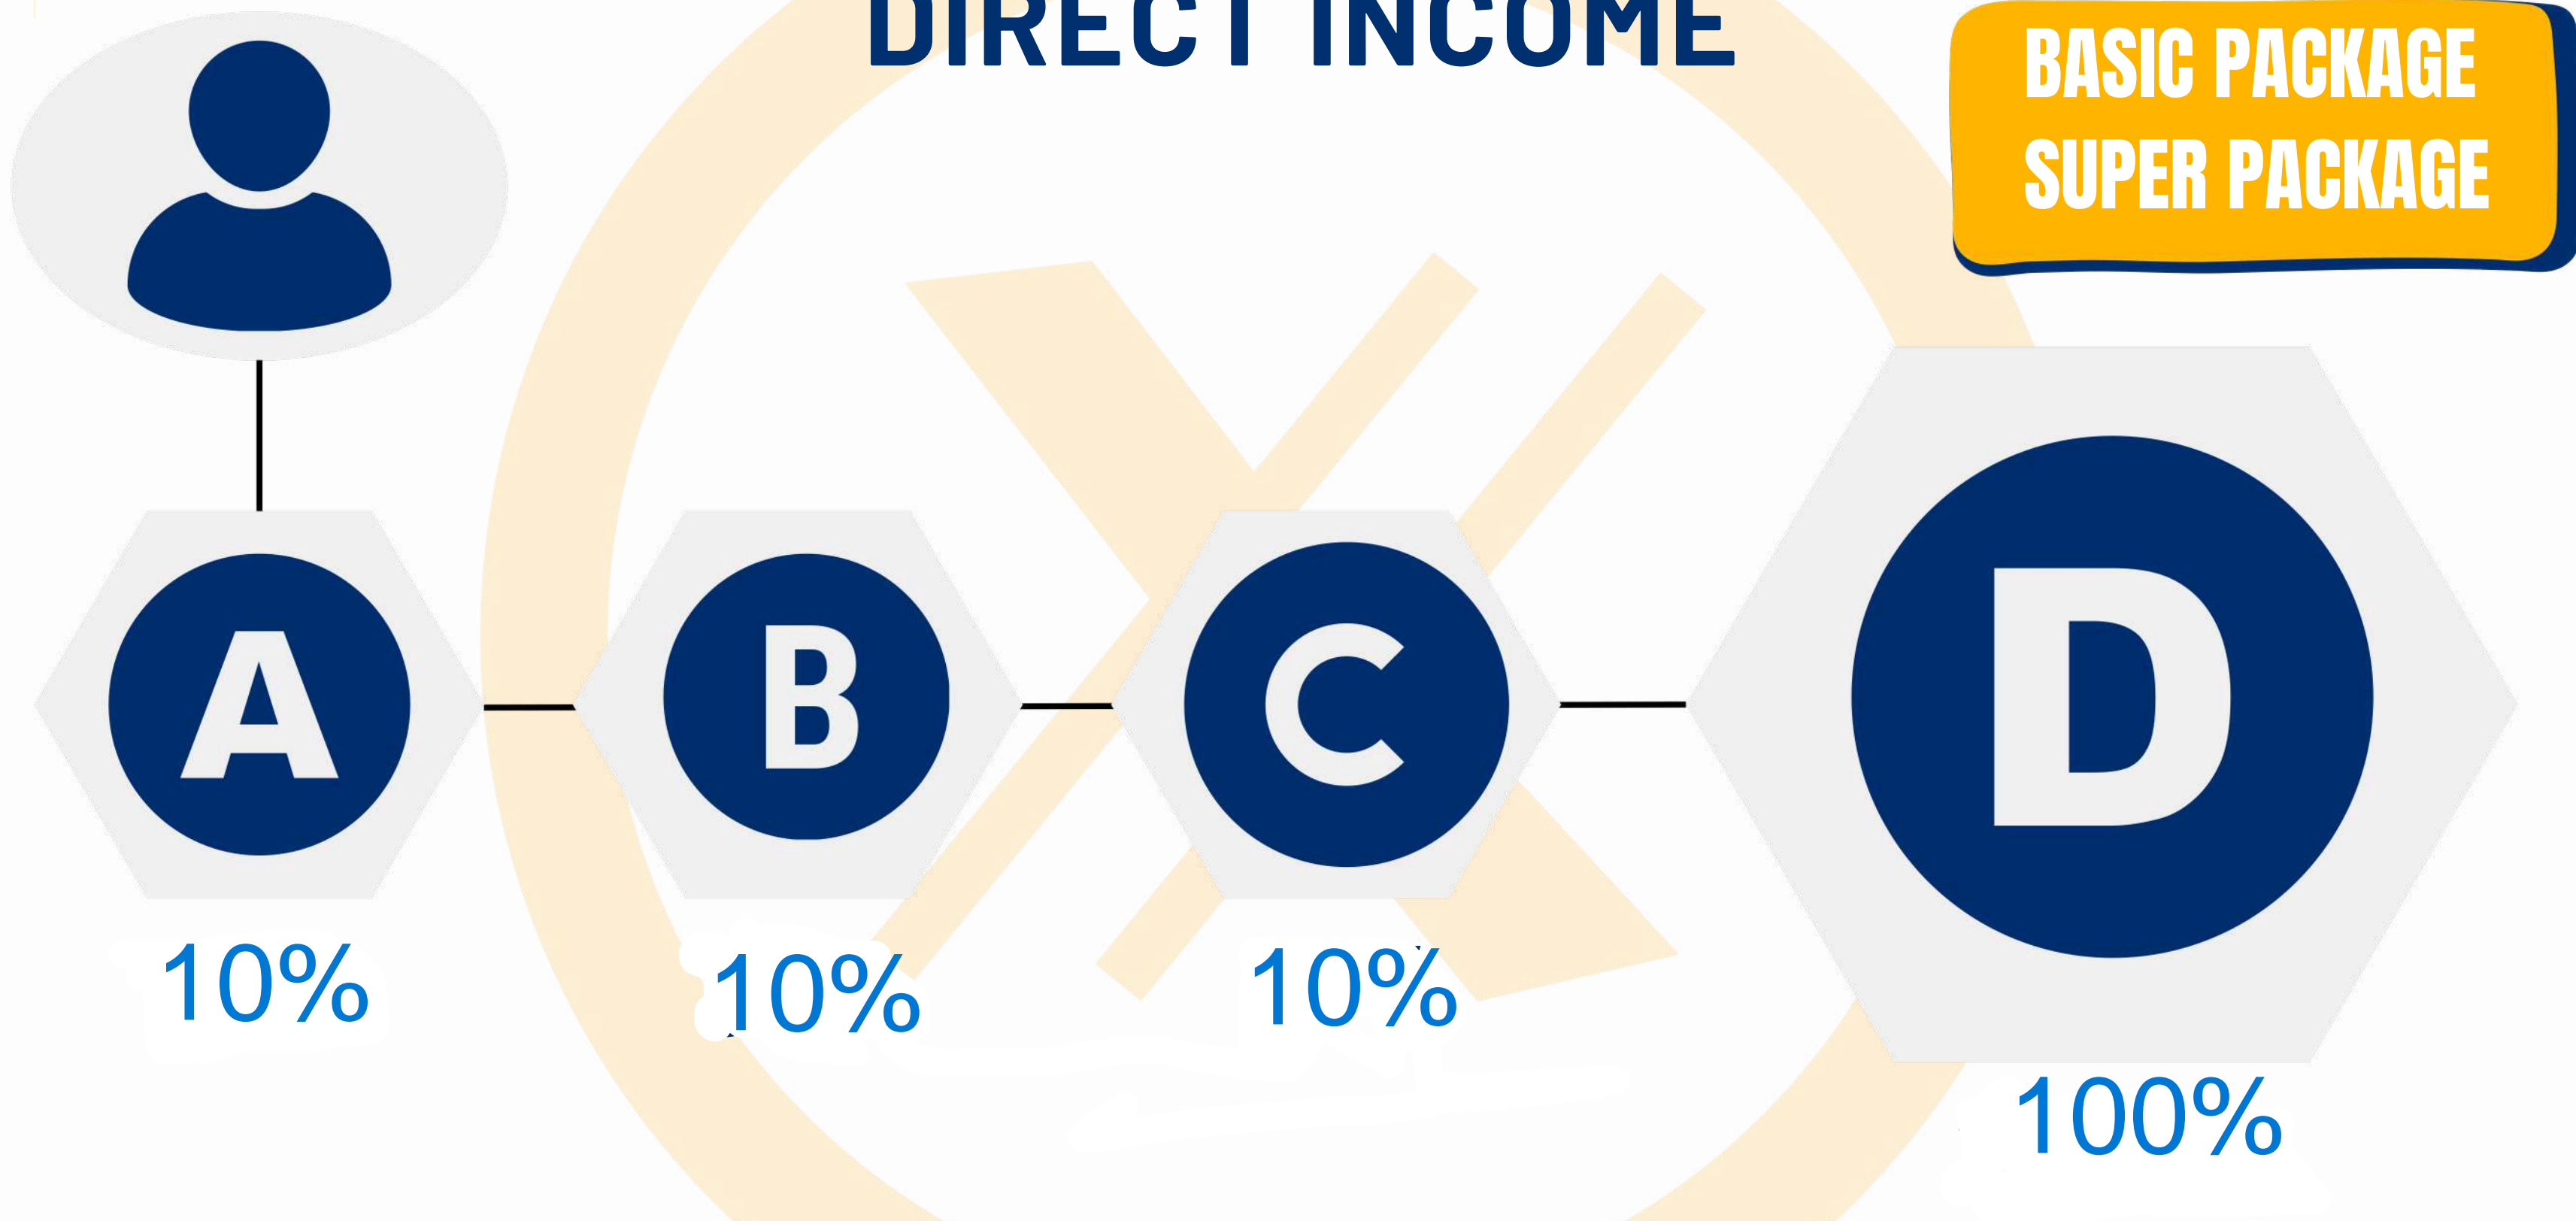 DIRECT INCOME
BASIC PACKAGE
SUPER PACKAGE
A
B
C
D
10%
10%
10%
100%